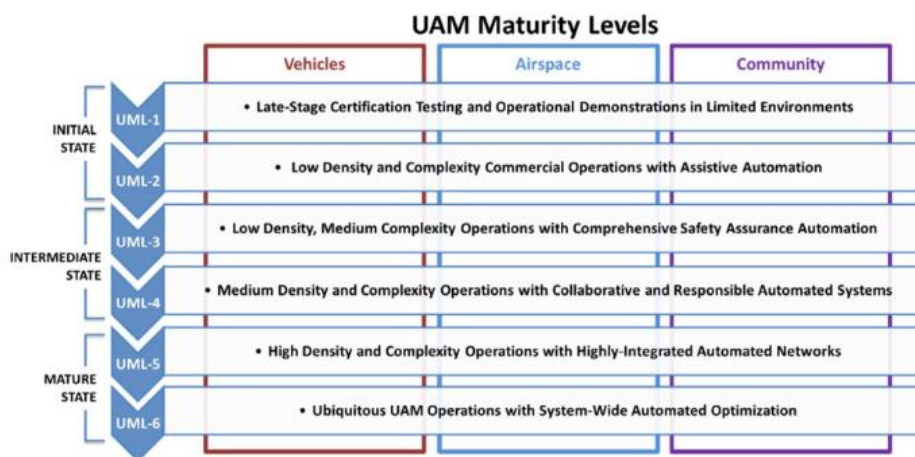 UAM Maturity Levels
Vehicles
Airspace
Community
INITIAL
STATE
UML-1
• Late-Stage Certification Testing and Operational Demonstrations in Limited Environments
UML-2
• Low Density and Complexity Commercial Operations with Assistive Automation
INTERMEDIATE
STATE
UML-3
• Low Density, Medium Complexity Operations with Comprehensive Safety Assurance Automation
UML-4
• Medium Density and Complexity Operations with Collaborative and Responsible Automated Systems
MATURE
STATE
UML-5
• High Density and Complexity Operations with Highly-Integrated Automated Networks
UML-6
• Ubiquitous UAM Operations with System-Wide Automated Optimization